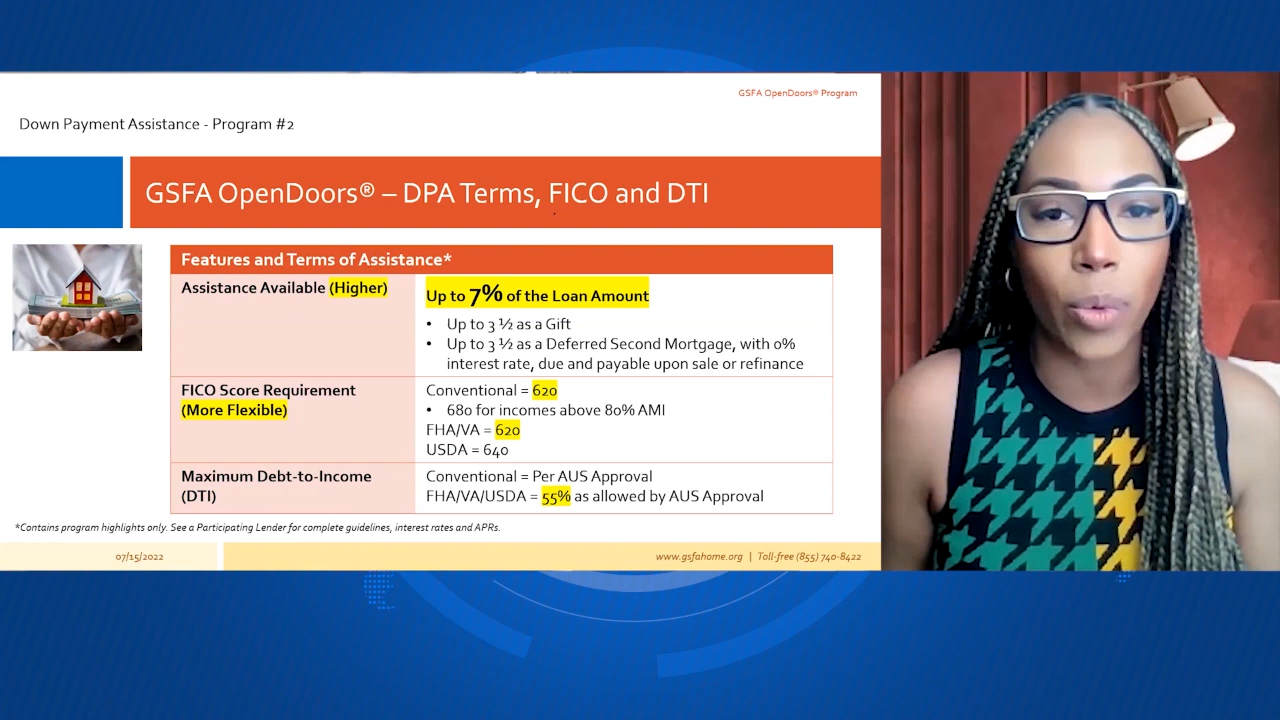 GSFA OpenDoors® Program
Down Payment Assistance - Program #2
GSFA OpenDoors® – DPA Terms, FICO and DTI
Features and Terms of Assistance*
Assistance Available (Higher)
Up to 7% of the Loan Amount
• Up to 3 ½ as a Gift
• Up to 3 ½ as a Deferred Second Mortgage, with 0%
interest rate, due and payable upon sale or refinance
FICO Score Requirement
(More Flexible)
Conventional = 620
• 680 for incomes above 80% AMI
FHA/VA = 620
USDA = 640
Maximum Debt-to-Income
(DTI)
Conventional = Per AUS Approval
FHA/VA/USDA = 55% as allowed by AUS Approval
*Contains program highlights only. See a Participating Lender for complete guidelines, interest rates and APRs.
07/15/2022
www.gsfahome.org | Toll-free (855) 740-8422